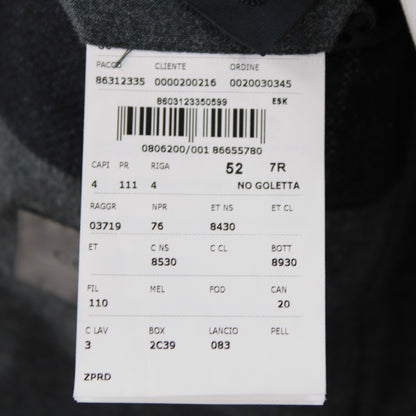 PACCO CLIENTE ORDINE
86312335 0000200216 0020030345
8603123350599 ESK
0806200/001 86655780
CAPI PR RIGA 52 7R
4 111 4 NO GOLETTA
RAGGR NPR ET NS ET CL
03719 76 8430
ET C NS C CL BOTT
8530 8930
FIL MEL FOD CAN
110 20
C LAV BOX LANCIO PELL
3 2C39 083
ZPRD